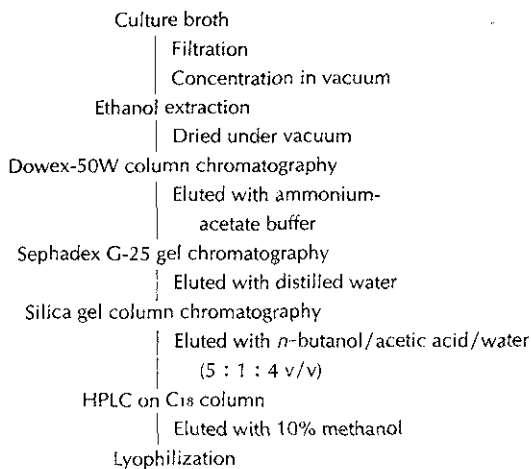 Culture broth
Filtration
Concentration in vacuum
Ethanol extraction
Dried under vacuum
Dowex-50W column chromatography
Eluted with ammonium-
acetate buffer
Sephadex G-25 gel chromatography
Eluted with distilled water
Silica gel column chromatography
Eluted with n-butanol/acetic acid/water
(5 : 1 : 4 v/v)
HPLC on C18 column
Eluted with 10% methanol
Lyophilization